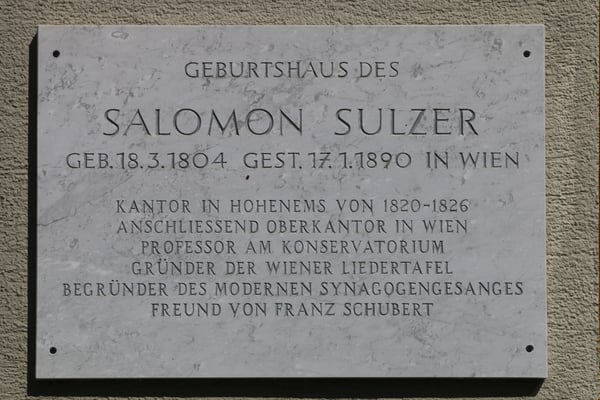 GEBURTSHAUS DES
SALOMON SULZER
GEB. 18.3.1804 GEST. 17.1.1890 IN WIEN
KANTOR IN HOHENEMS VON 1820-1826
ANSCHLIESSEND OBERKANTOR IN WIEN
PROFESSOR AM KONSERVATORIUM
GRÜNDER DER WIENER LIEDERTAFEL
BEGRÜNDER DES MODERNEN SYNAGOGENGESANGES
FREUND VON FRANZ SCHUBERT